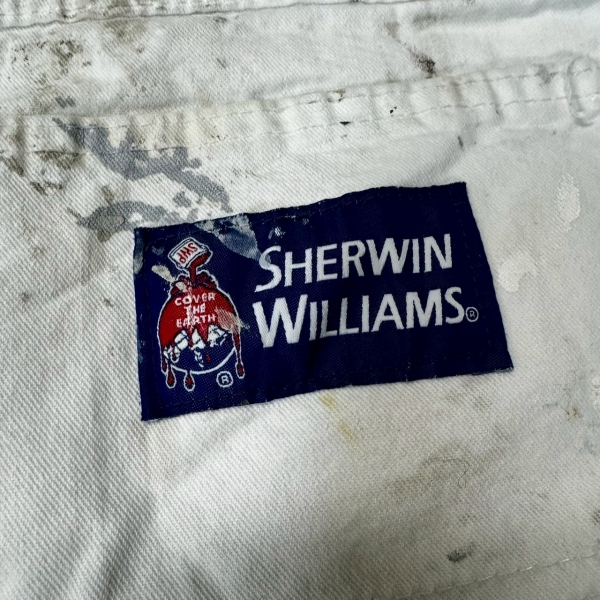 SWP
COVER
THE
EARTH
®
SHERWIN
WILLIAMS®